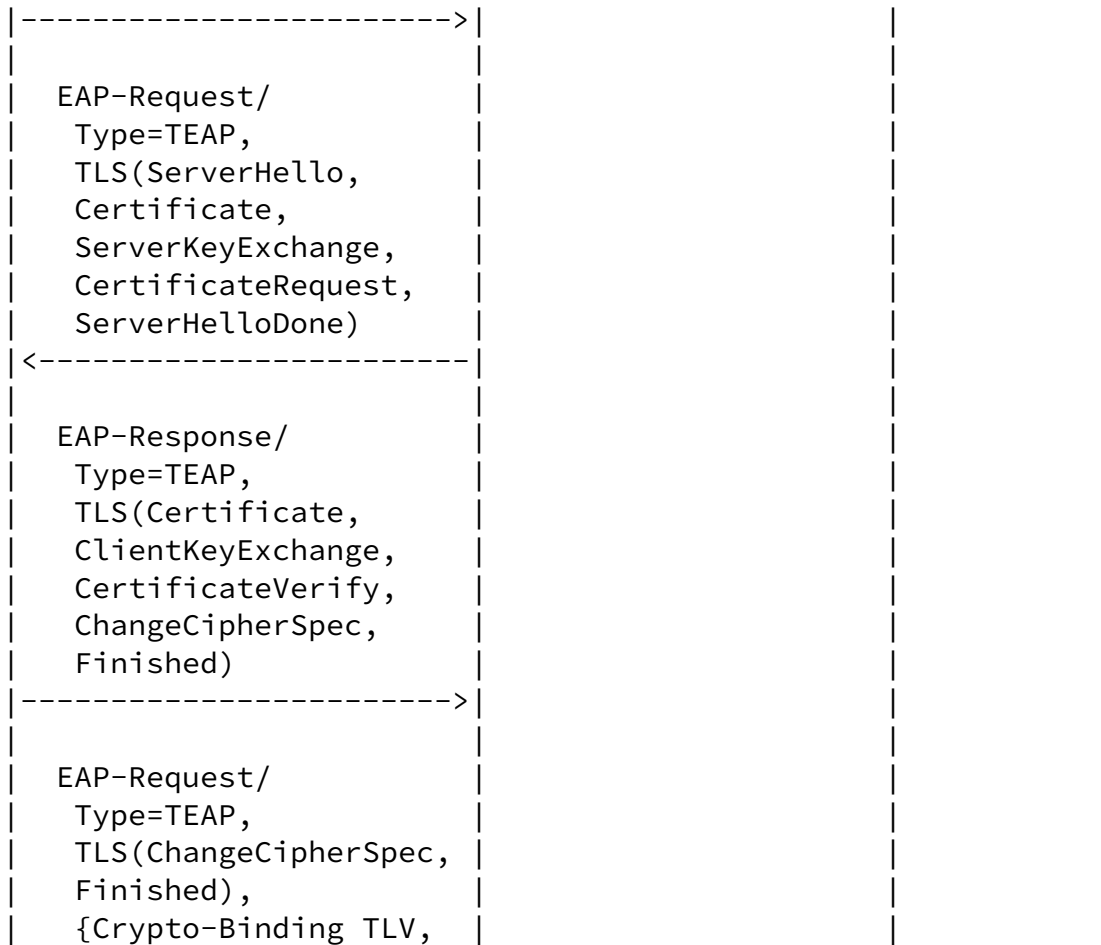 |------------------------>|                       |
|                         |                       |
|  EAP-Request/           |                       |
|   Type=TEAP,            |                       |
|   TLS(ServerHello,      |                       |
|   Certificate,          |                       |
|   ServerKeyExchange,    |                       |
|   CertificateRequest,   |                       |
|   ServerHelloDone)      |                       |
|<------------------------|                       |
|                         |                       |
|  EAP-Response/          |                       |
|   Type=TEAP,            |                       |
|   TLS(Certificate,      |                       |
|   ClientKeyExchange,    |                       |
|   CertificateVerify,    |                       |
|   ChangeCipherSpec,     |                       |
|   Finished)             |                       |
|------------------------>|                       |
|                         |                       |
|  EAP-Request/           |                       |
|   Type=TEAP,            |                       |
|   TLS(ChangeCipherSpec, |                       |
|   Finished),            |                       |
|   {Crypto-Binding TLV,  |                       |